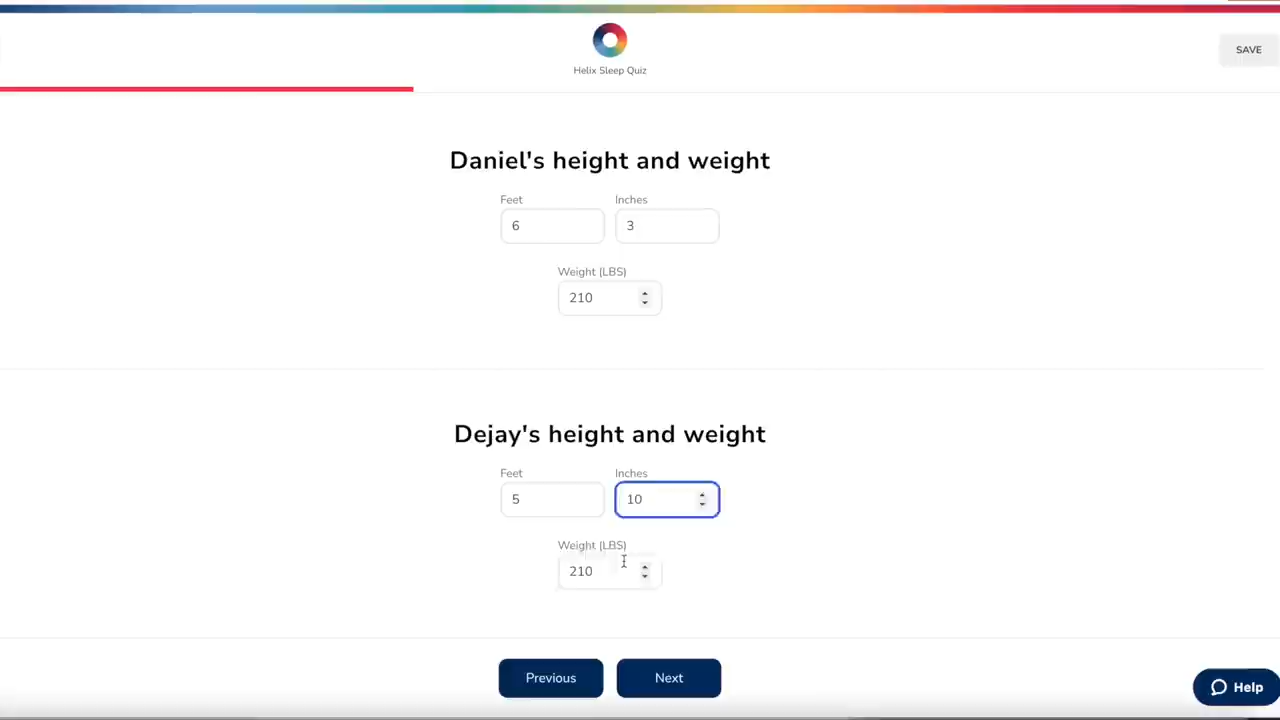 SAVE
Helix Sleep Quiz
Daniel's height and weight
Feet Inches
6 3
Weight (LBS)
210
Dejay's height and weight
Feet Inches
5 10
Weight (LBS)
210
Previous Next
Help